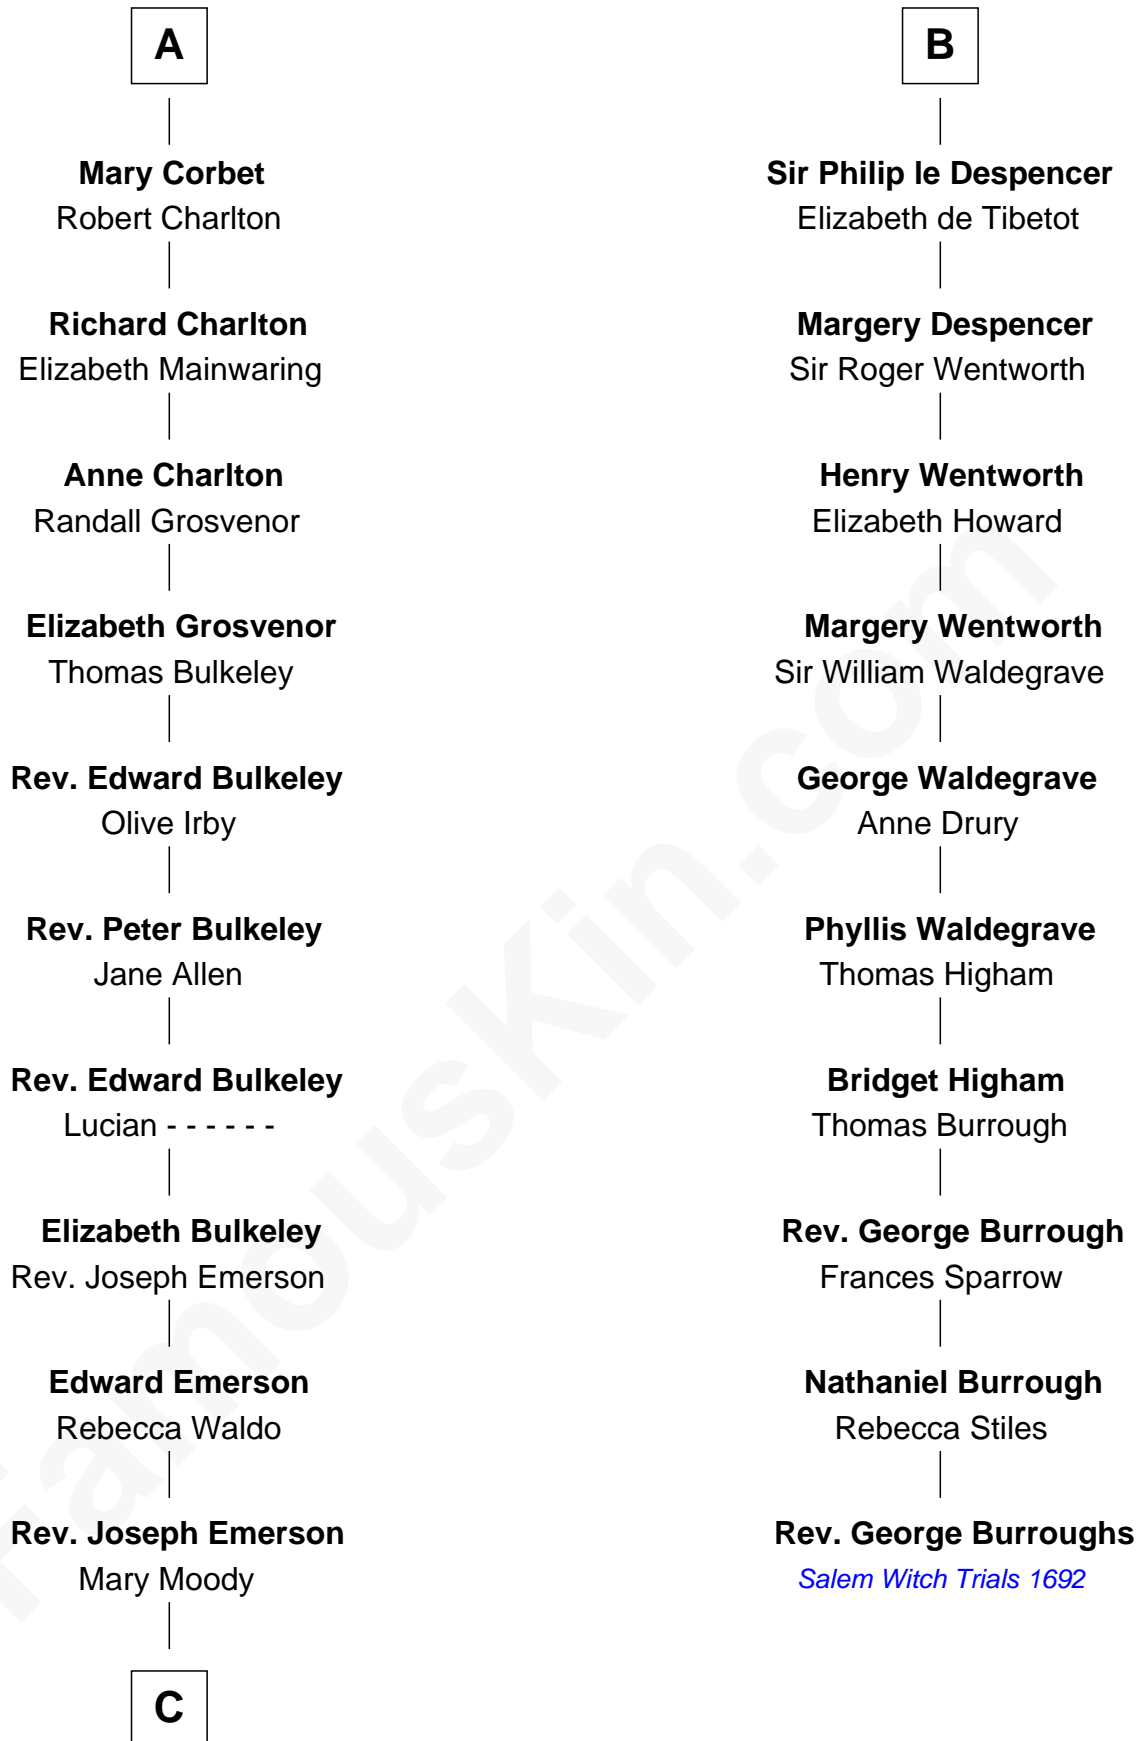 A
Mary Corbet
Robert Charlton
Richard Charlton
Elizabeth Mainwaring
Anne Charlton
Randall Grosvenor
Elizabeth Grosvenor
Thomas Bulkeley
Rev. Edward Bulkeley
Olive Irby
Rev. Peter Bulkeley
Jane Allen
Rev. Edward Bulkeley
Lucian - - - - - -
Elizabeth Bulkeley
Rev. Joseph Emerson
Edward Emerson
Rebecca Waldo
Rev. Joseph Emerson
Mary Moody
C
B
Sir Philip le Despencer
Elizabeth de Tibetot
Margery Despencer
Sir Roger Wentworth
Henry Wentworth
Elizabeth Howard
Margery Wentworth
Sir William Waldegrave
George Waldegrave
Anne Drury
Phyllis Waldegrave
Thomas Higham
Bridget Higham
Thomas Burrough
Rev. George Burrough
Frances Sparrow
Nathaniel Burrough
Rebecca Stiles
Rev. George Burroughs
Salem Witch Trials 1692
FamousKin.com